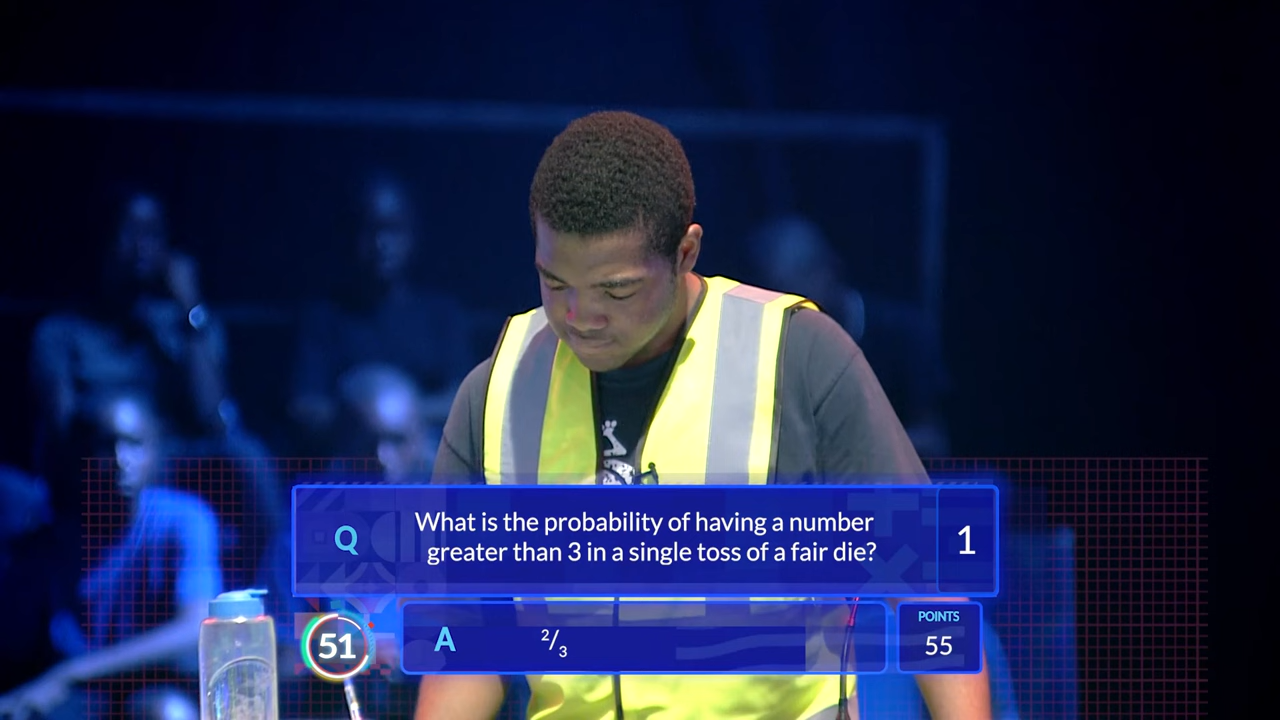 Q
What is the probability of having a number
greater than 3 in a single toss of a fair die?
1
51
A
2/3
POINTS
55